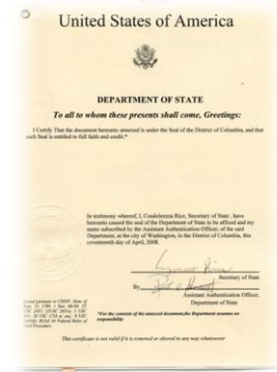 United States of America
DEPARTMENT OF STATE
To all to whom these presents shall come, Greetings:
I Certify That the document hereunto annexed is under the Seal of the District of Columbia, and that
such Seal is entitled to full faith and credit.*
In testimony whereof, I, Condoleezza Rice, Secretary of State, have
hereunto caused the seal of the Department of State to be affixed and my
name subscribed by the Assistant Authentication Officer, of the said
Department, at the city of Washington, in the District of Columbia, this
seventeenth day of April, 2008.
Secretary of State
By
Assistant Authentication Officer,
Department of State
*For the contents of the annexed document, the Department assumes no
responsibility
This certificate is not valid if it is removed or altered in any way whatsoever